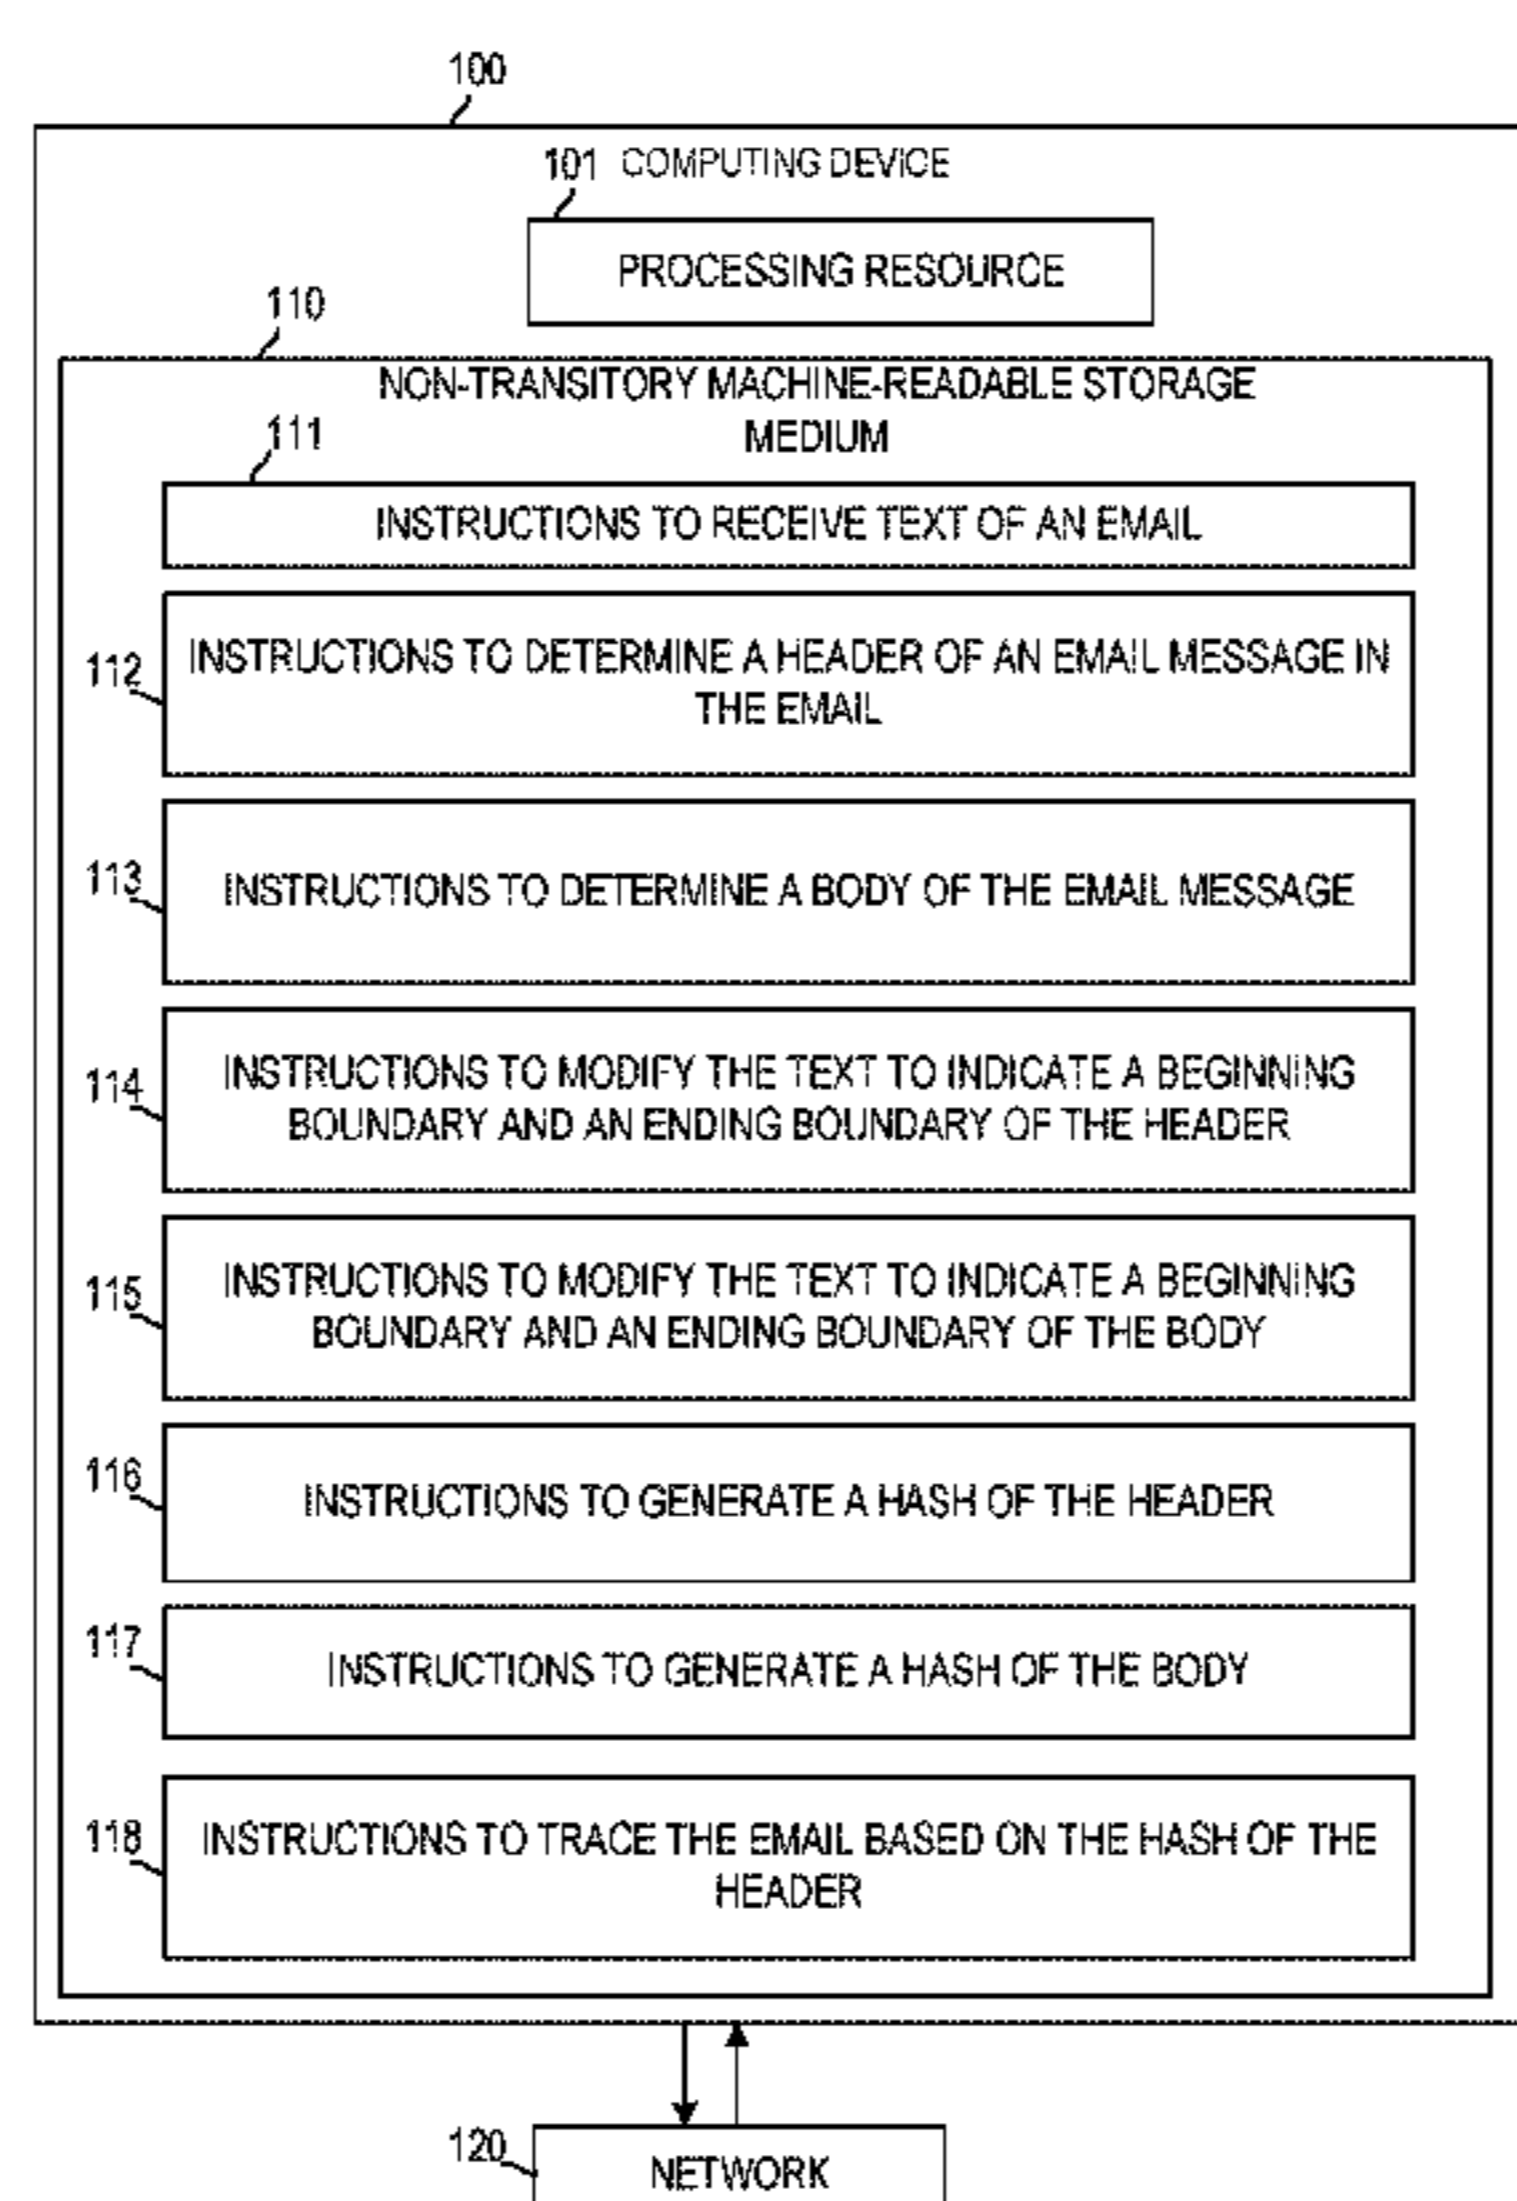 100
101 COMPUTING DEVICE
PROCESSING RESOURCE
110
NON-TRANSITORY MACHINE-READABLE STORAGE
MEDIUM
111
INSTRUCTIONS TO RECEIVE TEXT OF AN EMAIL
112
INSTRUCTIONS TO DETERMINE A HEADER OF AN EMAIL MESSAGE IN
THE EMAIL
113
INSTRUCTIONS TO DETERMINE A BODY OF THE EMAIL MESSAGE
114
INSTRUCTIONS TO MODIFY THE TEXT TO INDICATE A BEGINNING
BOUNDARY AND AN ENDING BOUNDARY OF THE HEADER
115
INSTRUCTIONS TO MODIFY THE TEXT TO INDICATE A BEGINNING
BOUNDARY AND AN ENDING BOUNDARY OF THE BODY
116
INSTRUCTIONS TO GENERATE A HASH OF THE HEADER
117
INSTRUCTIONS TO GENERATE A HASH OF THE BODY
118
INSTRUCTIONS TO TRACE THE EMAIL BASED ON THE HASH OF THE
HEADER
120
NETWORK